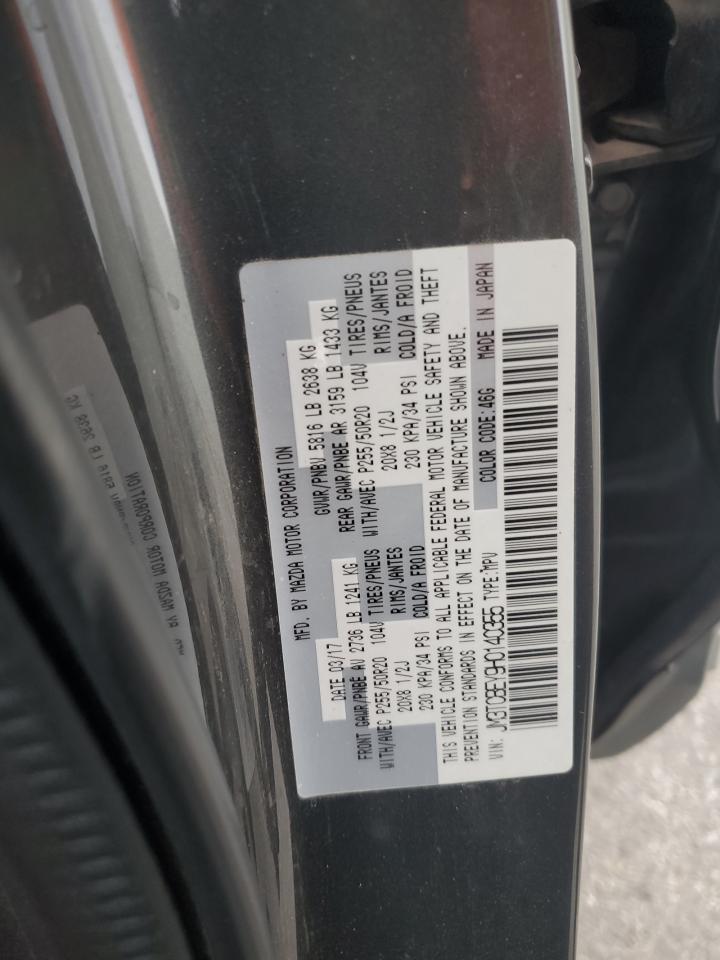 MFD. BY MAZDA MOTOR CORPORATION
DATE 03/17 GVWR/PNBV 5816 LB 2638 KG
FRONT GAWR/PNBE AV 2736 LB 1241 KG REAR GAWR/PNBE AR 3159 LB 1433 KG
WITH/AVEC P255/50R20 104V TIRES/PNEUS WITH/AVEC P255/50R20 104V TIRES/PNEUS
20X8 1/2J RIMS/JANTES 20X8 1/2J RIMS/JANTES
230 KPA/34 PSI COLD/A FROID 230 KPA/34 PSI COLD/A FROID
THIS VEHICLE CONFORMS TO ALL APPLICABLE FEDERAL MOTOR VEHICLE SAFETY AND THEFT
PREVENTION STANDARDS IN EFFECT ON THE DATE OF MANUFACTURE SHOWN ABOVE.
VIN: JM3TCBEY9H0140355 TYPE:MPV COLOR CODE:46G MADE IN JAPAN